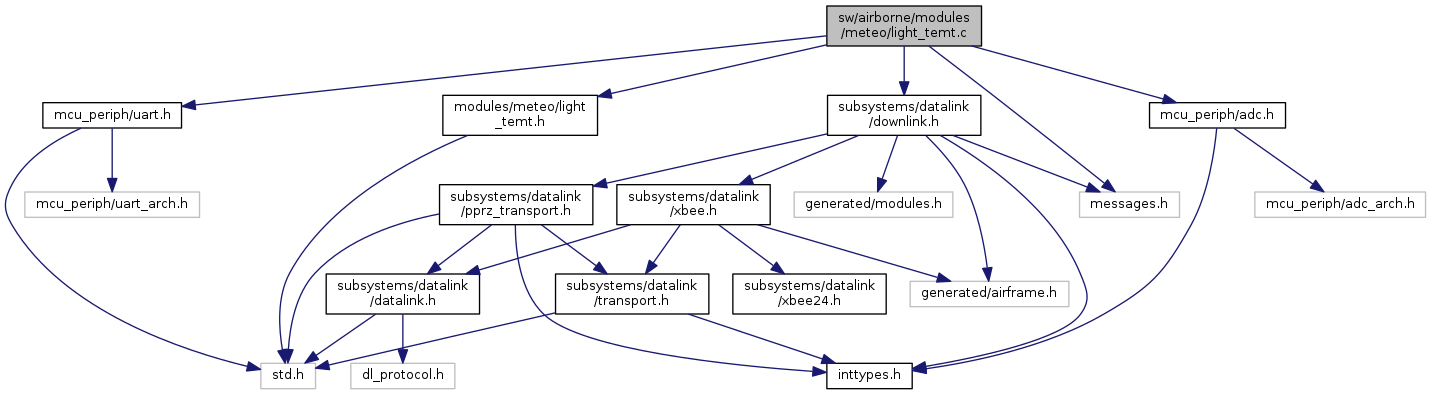 sw/airborne/modules
/meteo/light_temt.c
mcu_periph/uart.h
modules/meteo/light
_temt.h
subsystems/datalink
/downlink.h
mcu_periph/adc.h
mcu_periph/uart_arch.h
subsystems/datalink
/pprz_transport.h
subsystems/datalink
/xbee.h
generated/modules.h
messages.h
mcu_periph/adc_arch.h
subsystems/datalink
/datalink.h
subsystems/datalink
/transport.h
subsystems/datalink
/xbee24.h
generated/airframe.h
std.h
dl_protocol.h
inttypes.h